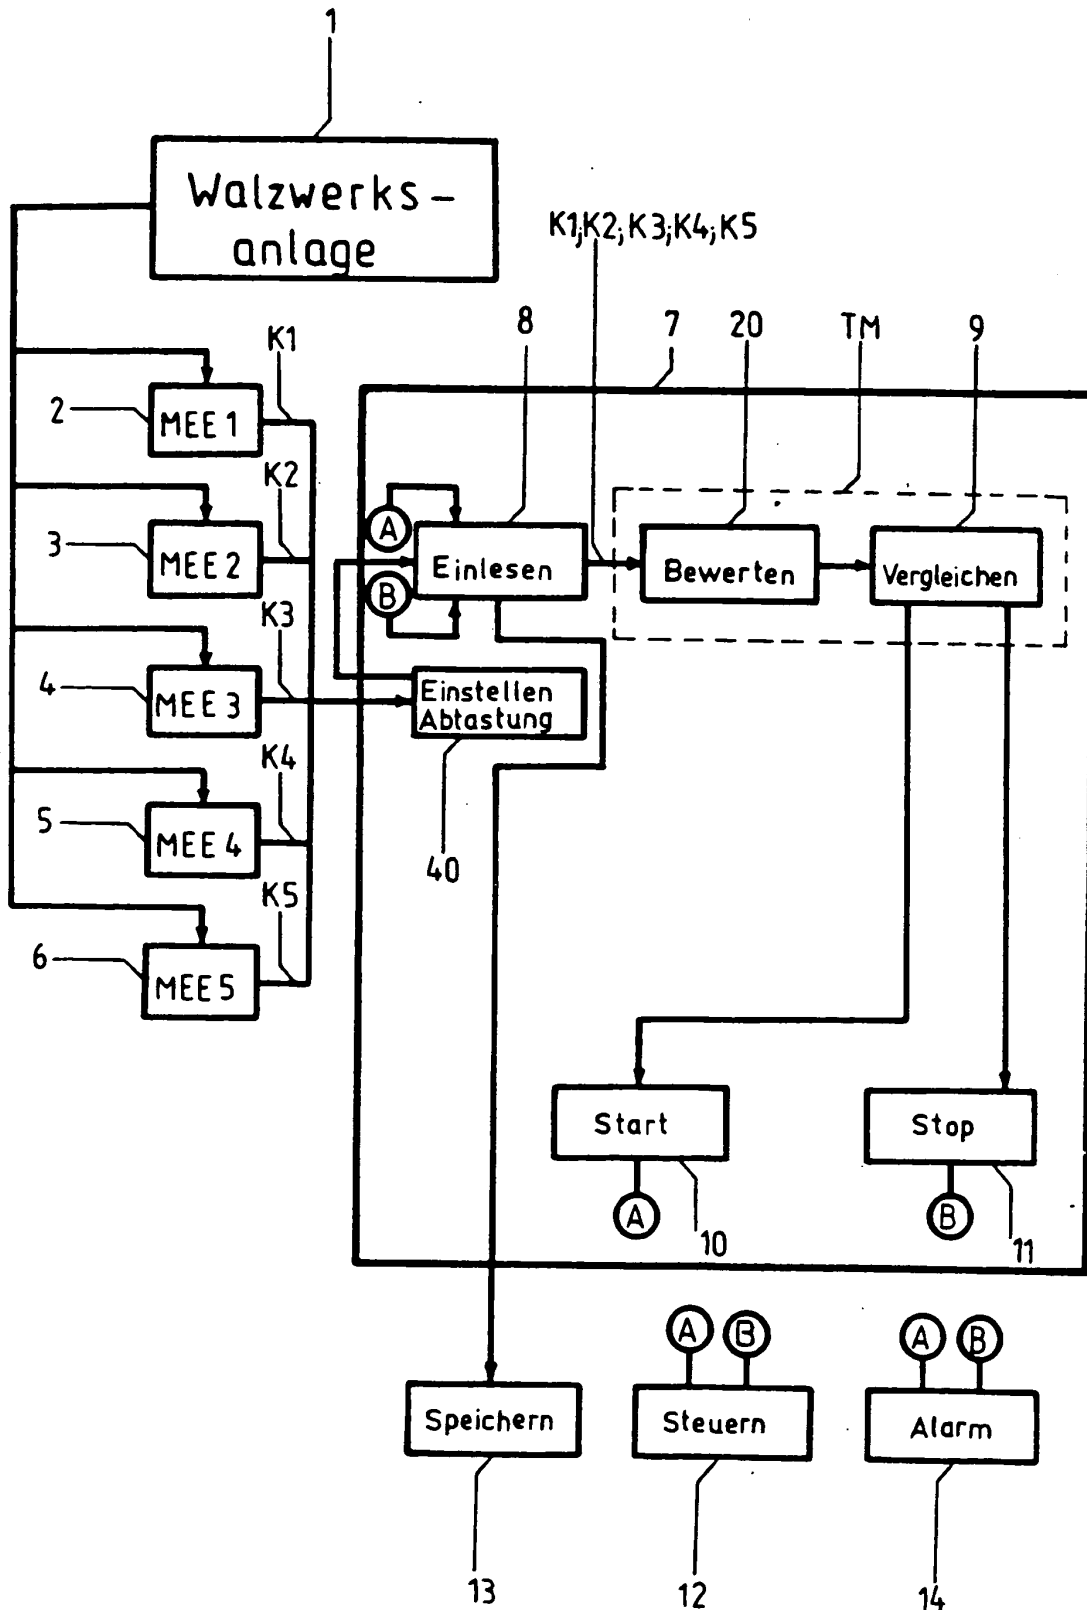 1
Walzwerks-
anlage
K1;K2;K3;K4;K5
8
7
20
TM
9
K1
2
MEE 1
K2
A
3
MEE 2
Einlesen
Bewerten
Vergleichen
B
K3
4
MEE 3
Einstellen
Abtastung
K4
5
MEE 4
40
K5
6
MEE 5
Start
Stop
A
B
10
11
A
B
A
B
Speichern
Steuern
Alarm
13
12
14